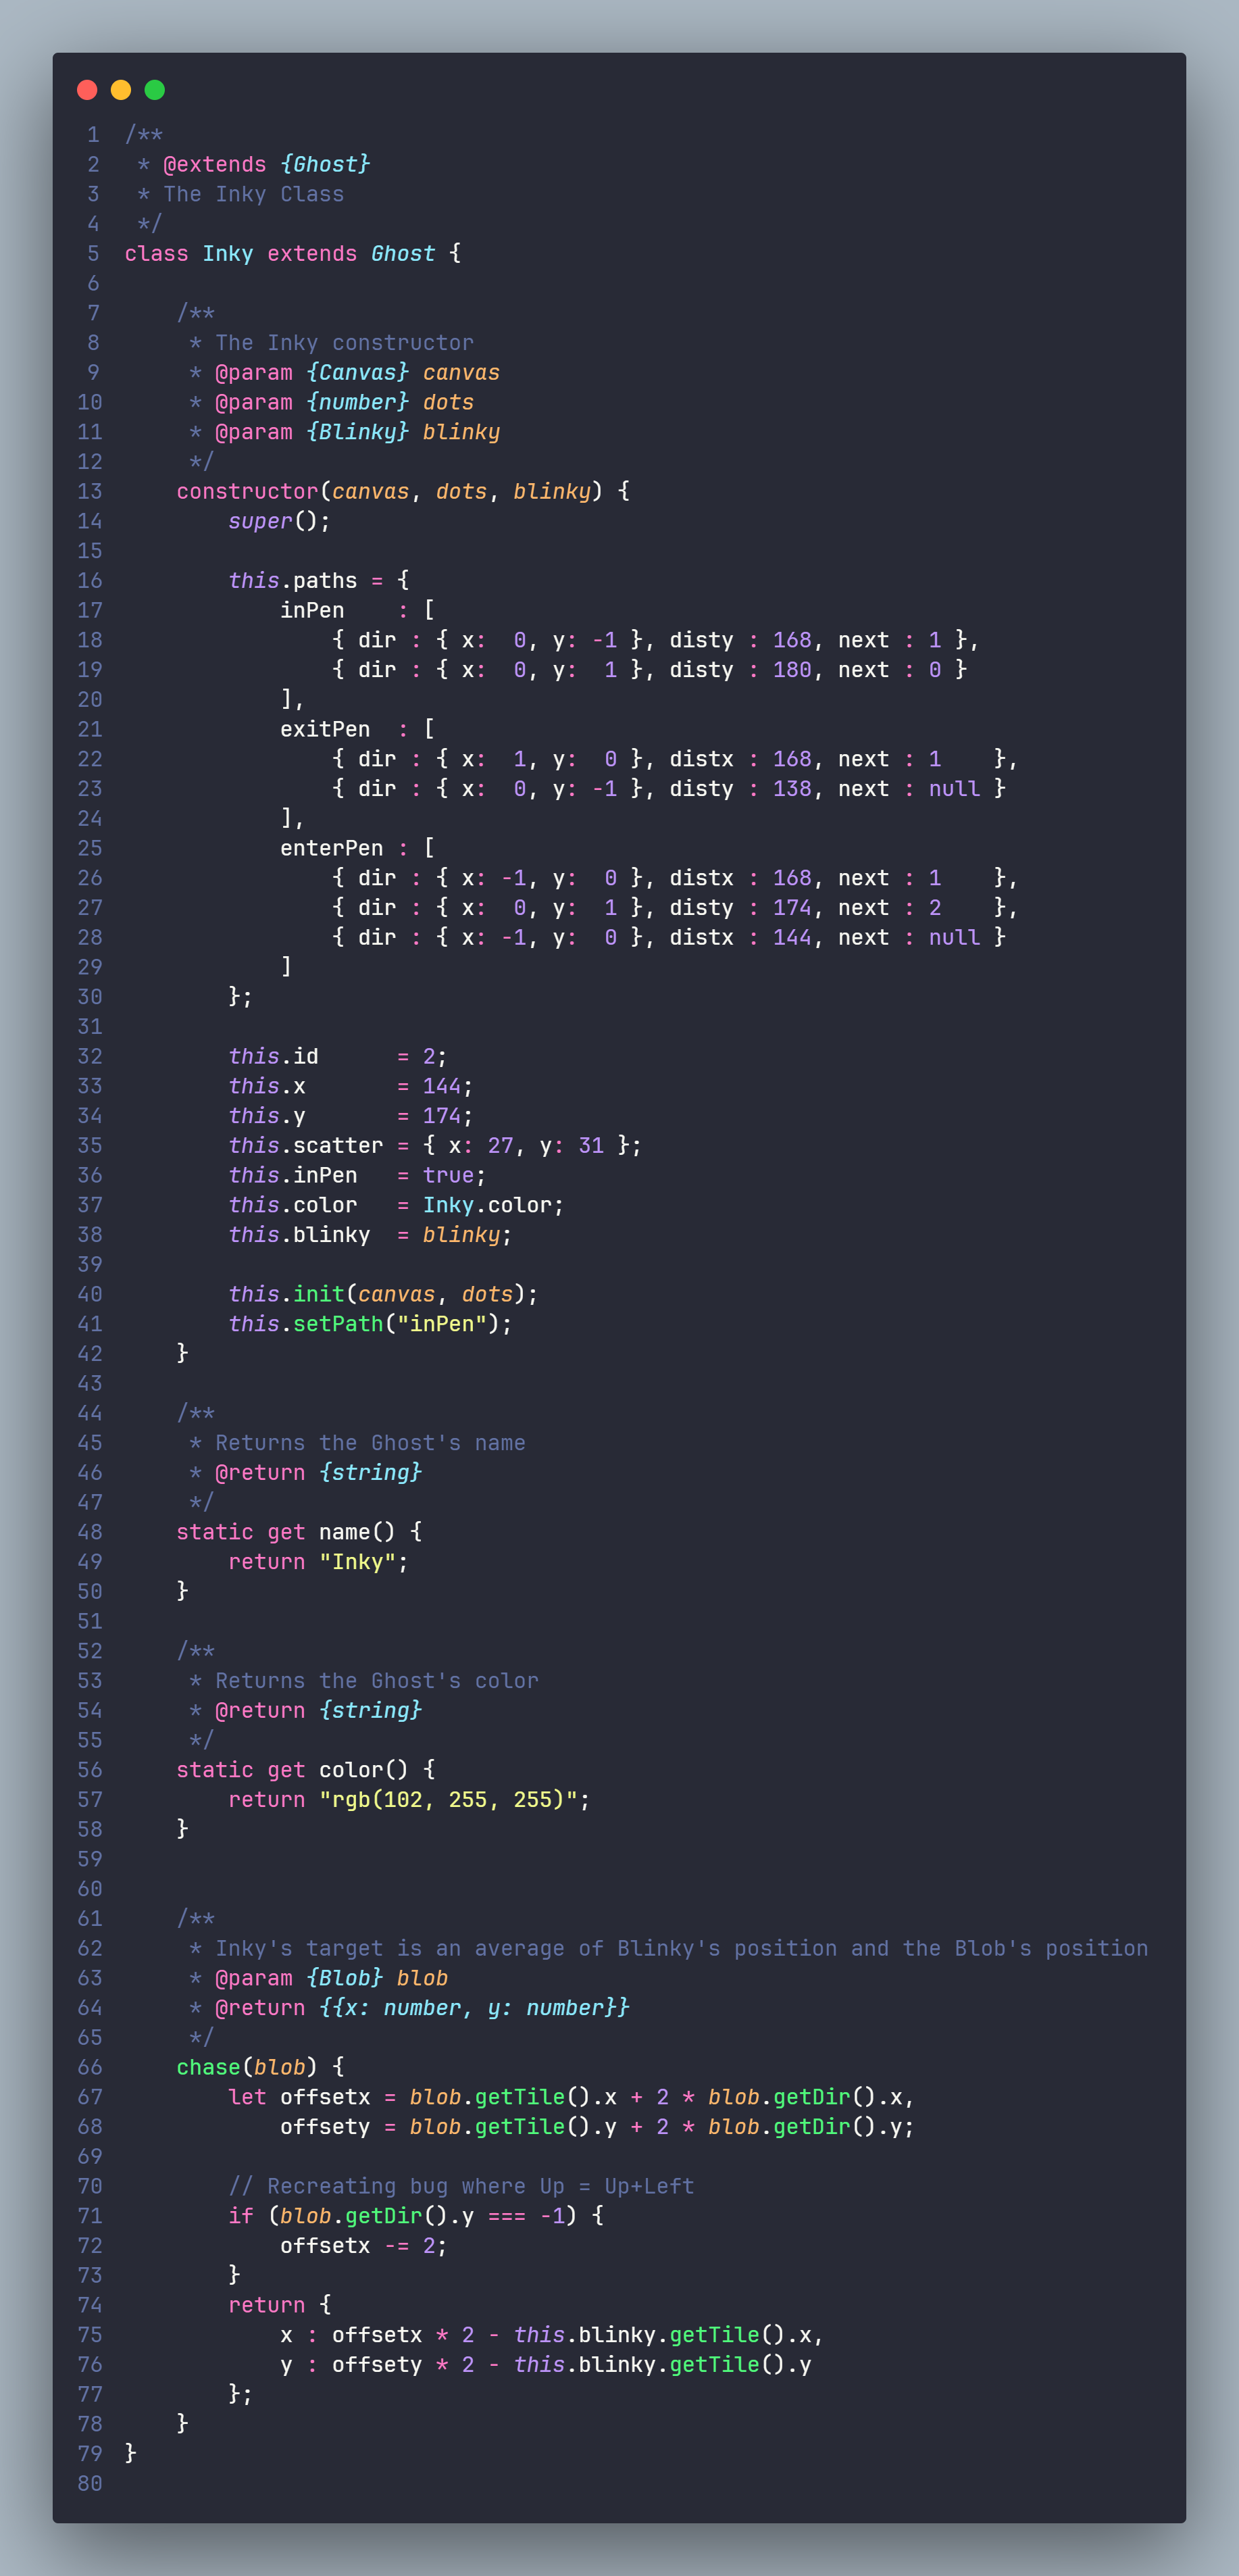 1 /**
2  * @extends {Ghost}
3  * The Inky Class
4  */
5 class Inky extends Ghost {
6
7     /**
8      * The Inky constructor
9      * @param {Canvas} canvas
10      * @param {number} dots
11      * @param {Blinky} blinky
12      */
13     constructor(canvas, dots, blinky) {
14         super();
15
16         this.paths = {
17             inPen    : [
18                 { dir : { x:  0, y: -1 }, disty : 168, next : 1 },
19                 { dir : { x:  0, y:  1 }, disty : 180, next : 0 }
20             ],
21             exitPen  : [
22                 { dir : { x:  1, y:  0 }, distx : 168, next : 1    },
23                 { dir : { x:  0, y: -1 }, disty : 138, next : null }
24             ],
25             enterPen : [
26                 { dir : { x: -1, y:  0 }, distx : 168, next : 1    },
27                 { dir : { x:  0, y:  1 }, disty : 174, next : 2    },
28                 { dir : { x: -1, y:  0 }, distx : 144, next : null }
29             ]
30         };
31
32         this.id      = 2;
33         this.x       = 144;
34         this.y       = 174;
35         this.scatter = { x: 27, y: 31 };
36         this.inPen   = true;
37         this.color   = Inky.color;
38         this.blinky  = blinky;
39
40         this.init(canvas, dots);
41         this.setPath("inPen");
42     }
43
44     /**
45      * Returns the Ghost's name
46      * @return {string}
47      */
48     static get name() {
49         return "Inky";
50     }
51
52     /**
53      * Returns the Ghost's color
54      * @return {string}
55      */
56     static get color() {
57         return "rgb(102, 255, 255)";
58     }
59
60
61     /**
62      * Inky's target is an average of Blinky's position and the Blob's position
63      * @param {Blob} blob
64      * @return {{x: number, y: number}}
65      */
66     chase(blob) {
67         let offsetx = blob.getTile().x + 2 * blob.getDir().x,
68             offsety = blob.getTile().y + 2 * blob.getDir().y;
69
70         // Recreating bug where Up = Up+Left
71         if (blob.getDir().y === -1) {
72             offsetx -= 2;
73         }
74         return {
75             x : offsetx * 2 - this.blinky.getTile().x,
76             y : offsety * 2 - this.blinky.getTile().y
77         };
78     }
79 }
80